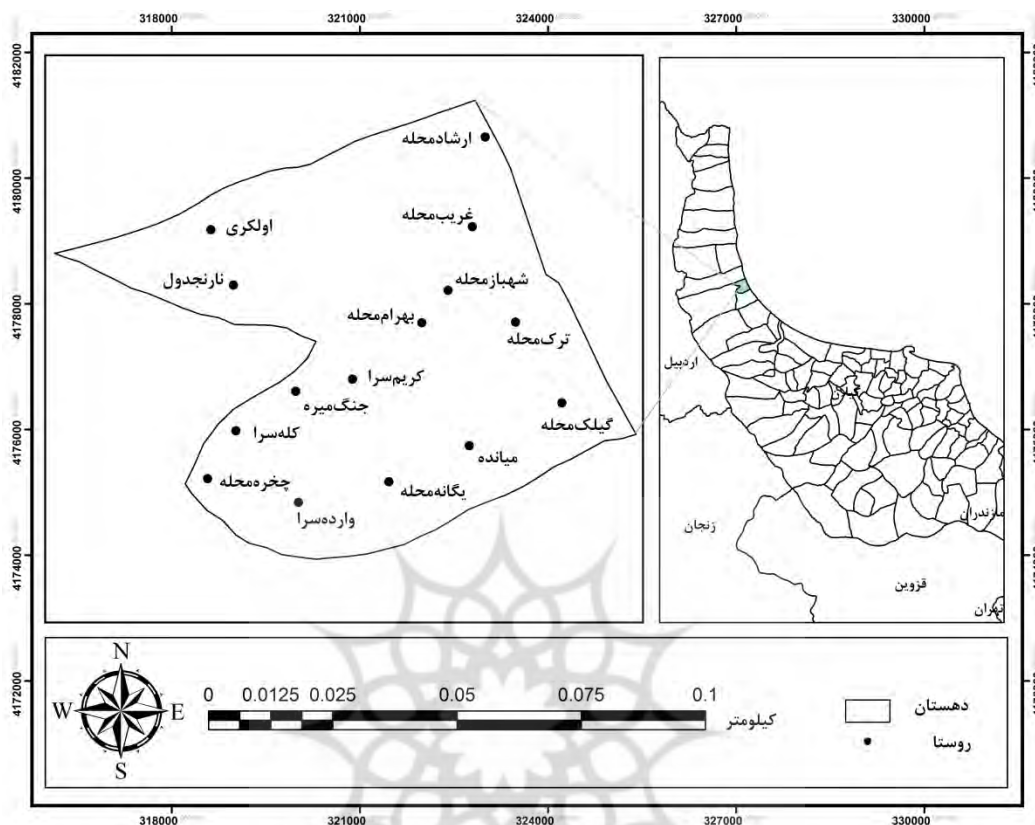 318000 321000 324000 327000 330000
4182000
4180000
4178000
4176000
4174000
4172000
ارشادمحله
غریب‌محله
اولکری
شهبازمحله
نارنجدول
بهرام‌محله
ترک‌محله
کریم‌سرا
جنگ‌میره
گیلک‌محله
کله‌سرا
میانده
چخره‌محله
یگانه‌محله
وارده‌سرا
اردبیل
گیلان
زنجان
مازندران
قزوین
تهران
N
W E
S
0 0.0125 0.025 0.05 0.075 0.1
کیلومتر
دهستان
روستا
318000 321000 324000 327000 330000